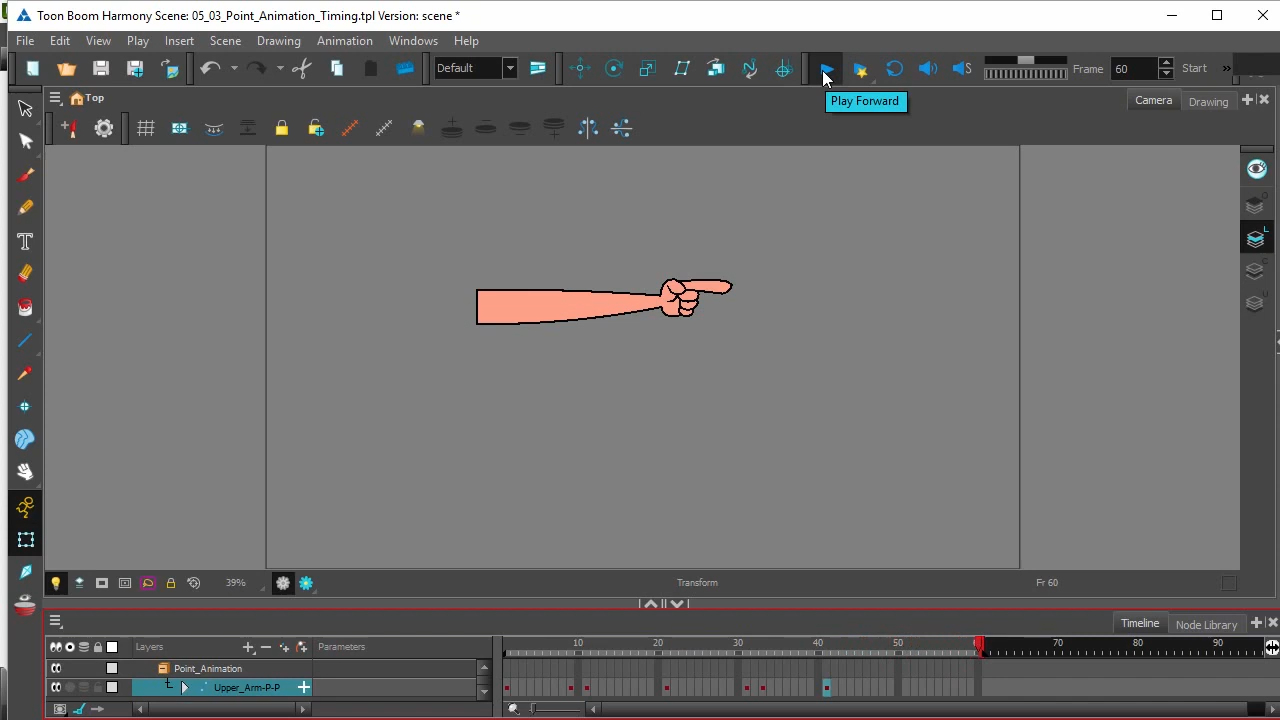 Toon Boom Harmony Scene: 05_03_Point_Animation_Timing.tpl Version: scene *
File Edit View Play Insert Scene Drawing Animation Windows Help
Default Frame 60 Start »
Play Forward
Top Camera Drawing
39% Transform Fr 60
Timeline Node Library
Layers Parameters 10 20 30 40 50 70 80 90
Point_Animation
Upper_Arm-P-P